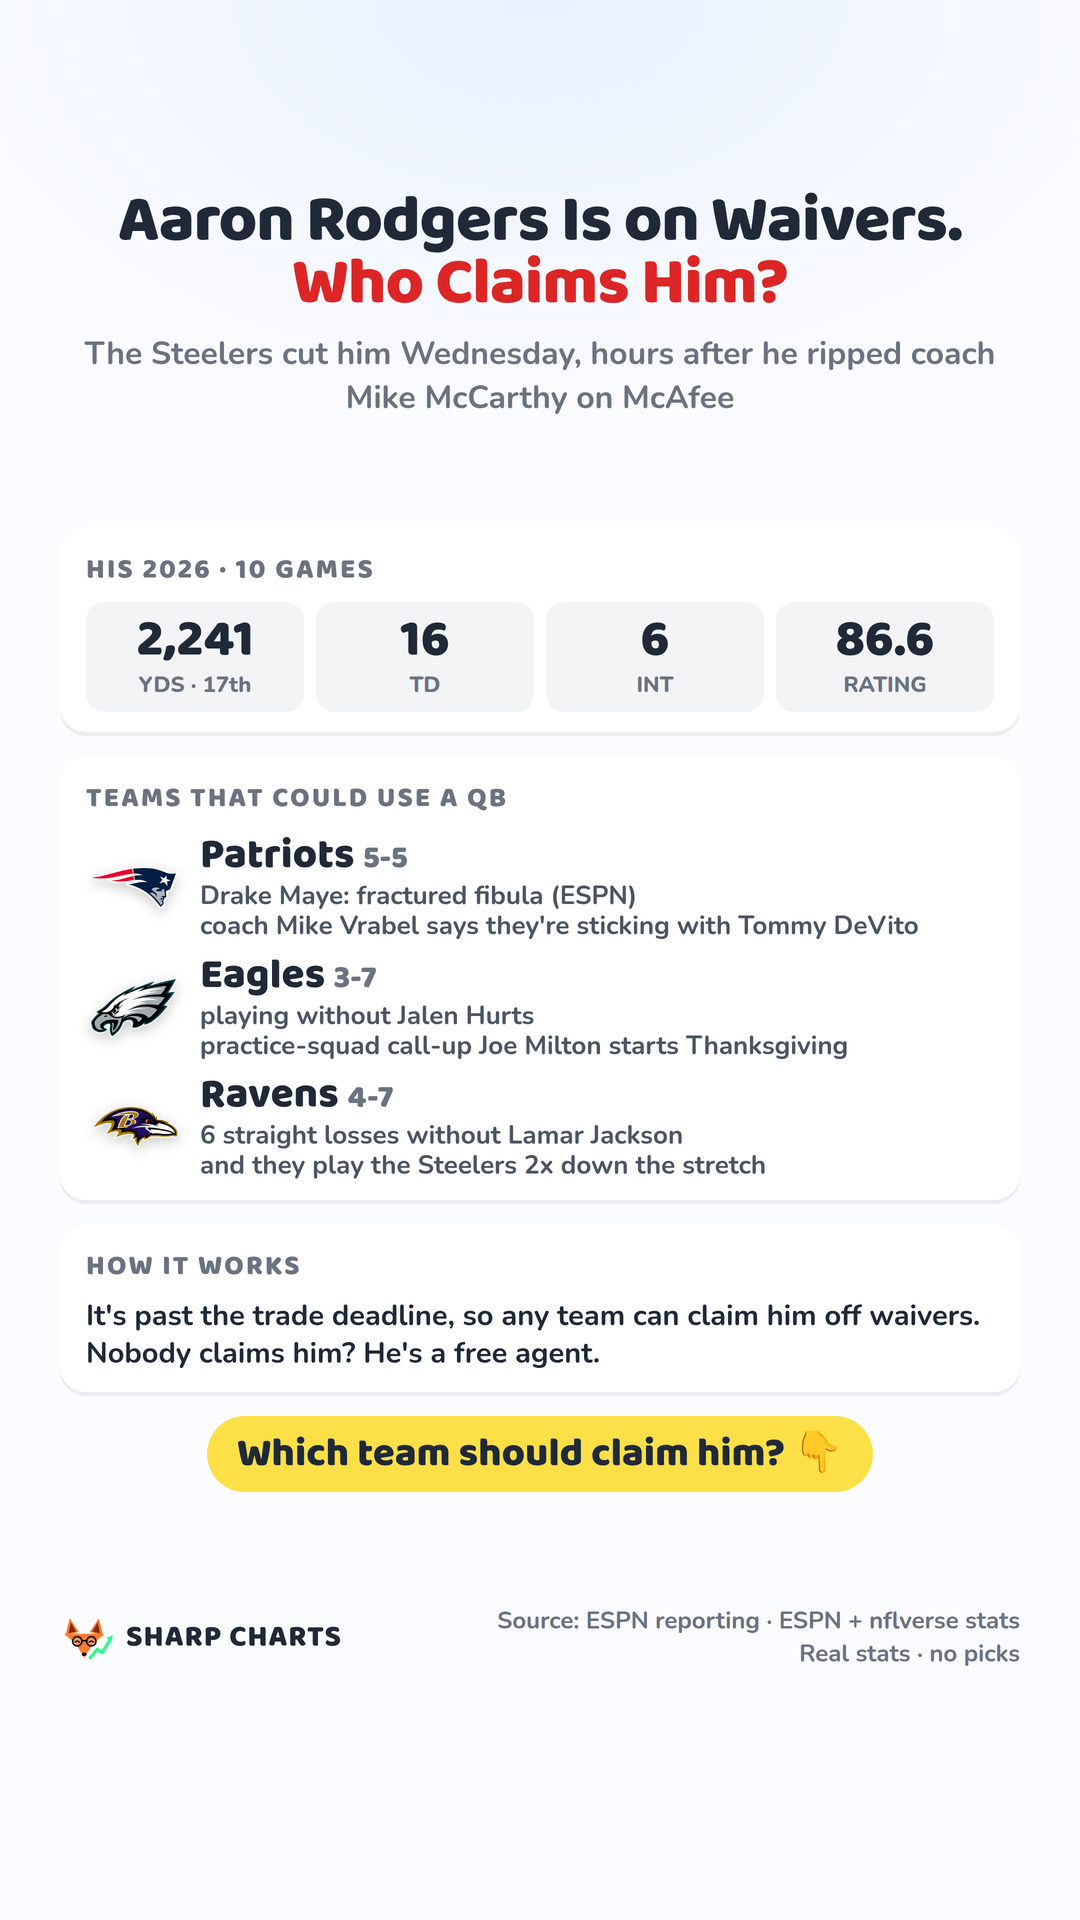 Aaron Rodgers Is on Waivers.
Who Claims Him?
The Steelers cut him Wednesday, hours after he ripped coach
Mike McCarthy on McAfee
HIS 2026 · 10 GAMES
2,241
YDS · 17th
16
TD
6
INT
86.6
RATING
TEAMS THAT COULD USE A QB
Patriots 5-5
Drake Maye: fractured fibula (ESPN)
coach Mike Vrabel says they're sticking with Tommy DeVito
Eagles 3-7
playing without Jalen Hurts
practice-squad call-up Joe Milton starts Thanksgiving
Ravens 4-7
6 straight losses without Lamar Jackson
and they play the Steelers 2x down the stretch
HOW IT WORKS
It's past the trade deadline, so any team can claim him off waivers.
Nobody claims him? He's a free agent.
Which team should claim him? 👇
SHARP CHARTS
Source: ESPN reporting · ESPN + nflverse stats
Real stats · no picks